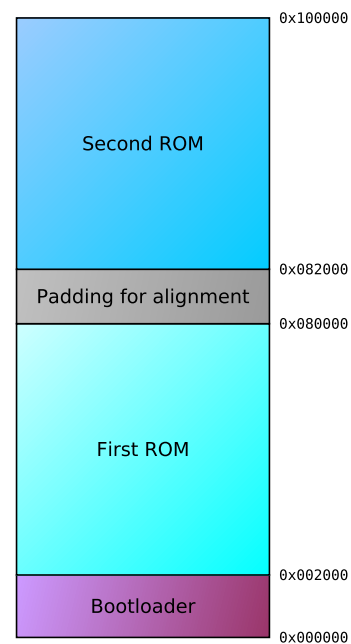 0x100000
Second ROM
0x082000
Padding for alignment
0x080000
First ROM
0x002000
Bootloader
0x000000